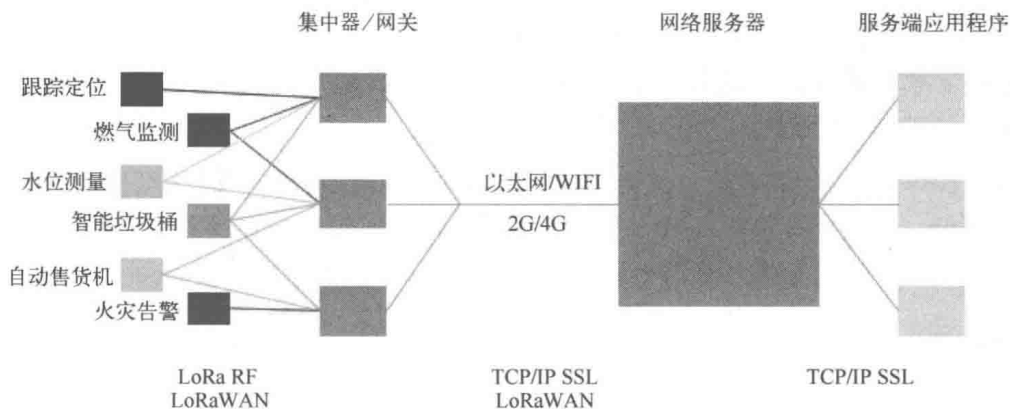 集中器/网关
网络服务器
服务端应用程序
跟踪定位
燃气监测
水位测量
智能垃圾桶
自动售货机
火灾告警
以太网/WIFI
2G/4G
LoRa RF
LoRaWAN
TCP/IP SSL
LoRaWAN
TCP/IP SSL